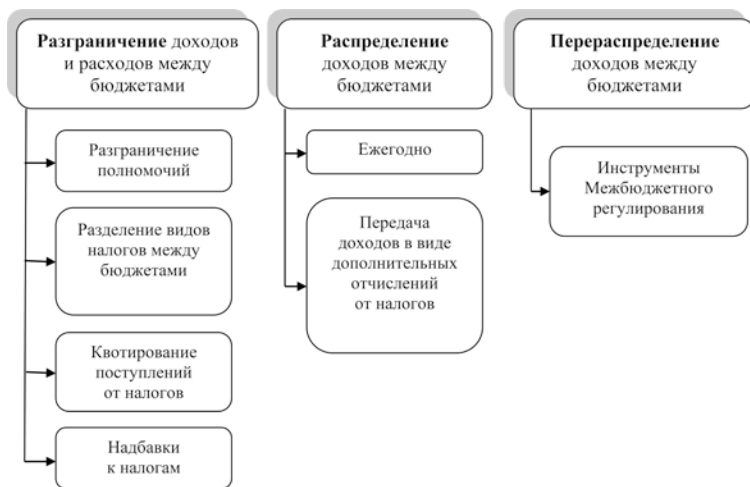 Разграничение доходов
и расходов между
бюджетами
Разграничение
полномочий
Разделение видов
налогов между
бюджетами
Квотирование
поступлений
от налогов
Надбавки
к налогам
Распределение
доходов между
бюджетами
Ежегодно
Передача
доходов в виде
дополнительных
отчислений
от налогов
Перераспределение
доходов между
бюджетами
Инструменты
Межбюджетного
регулирования